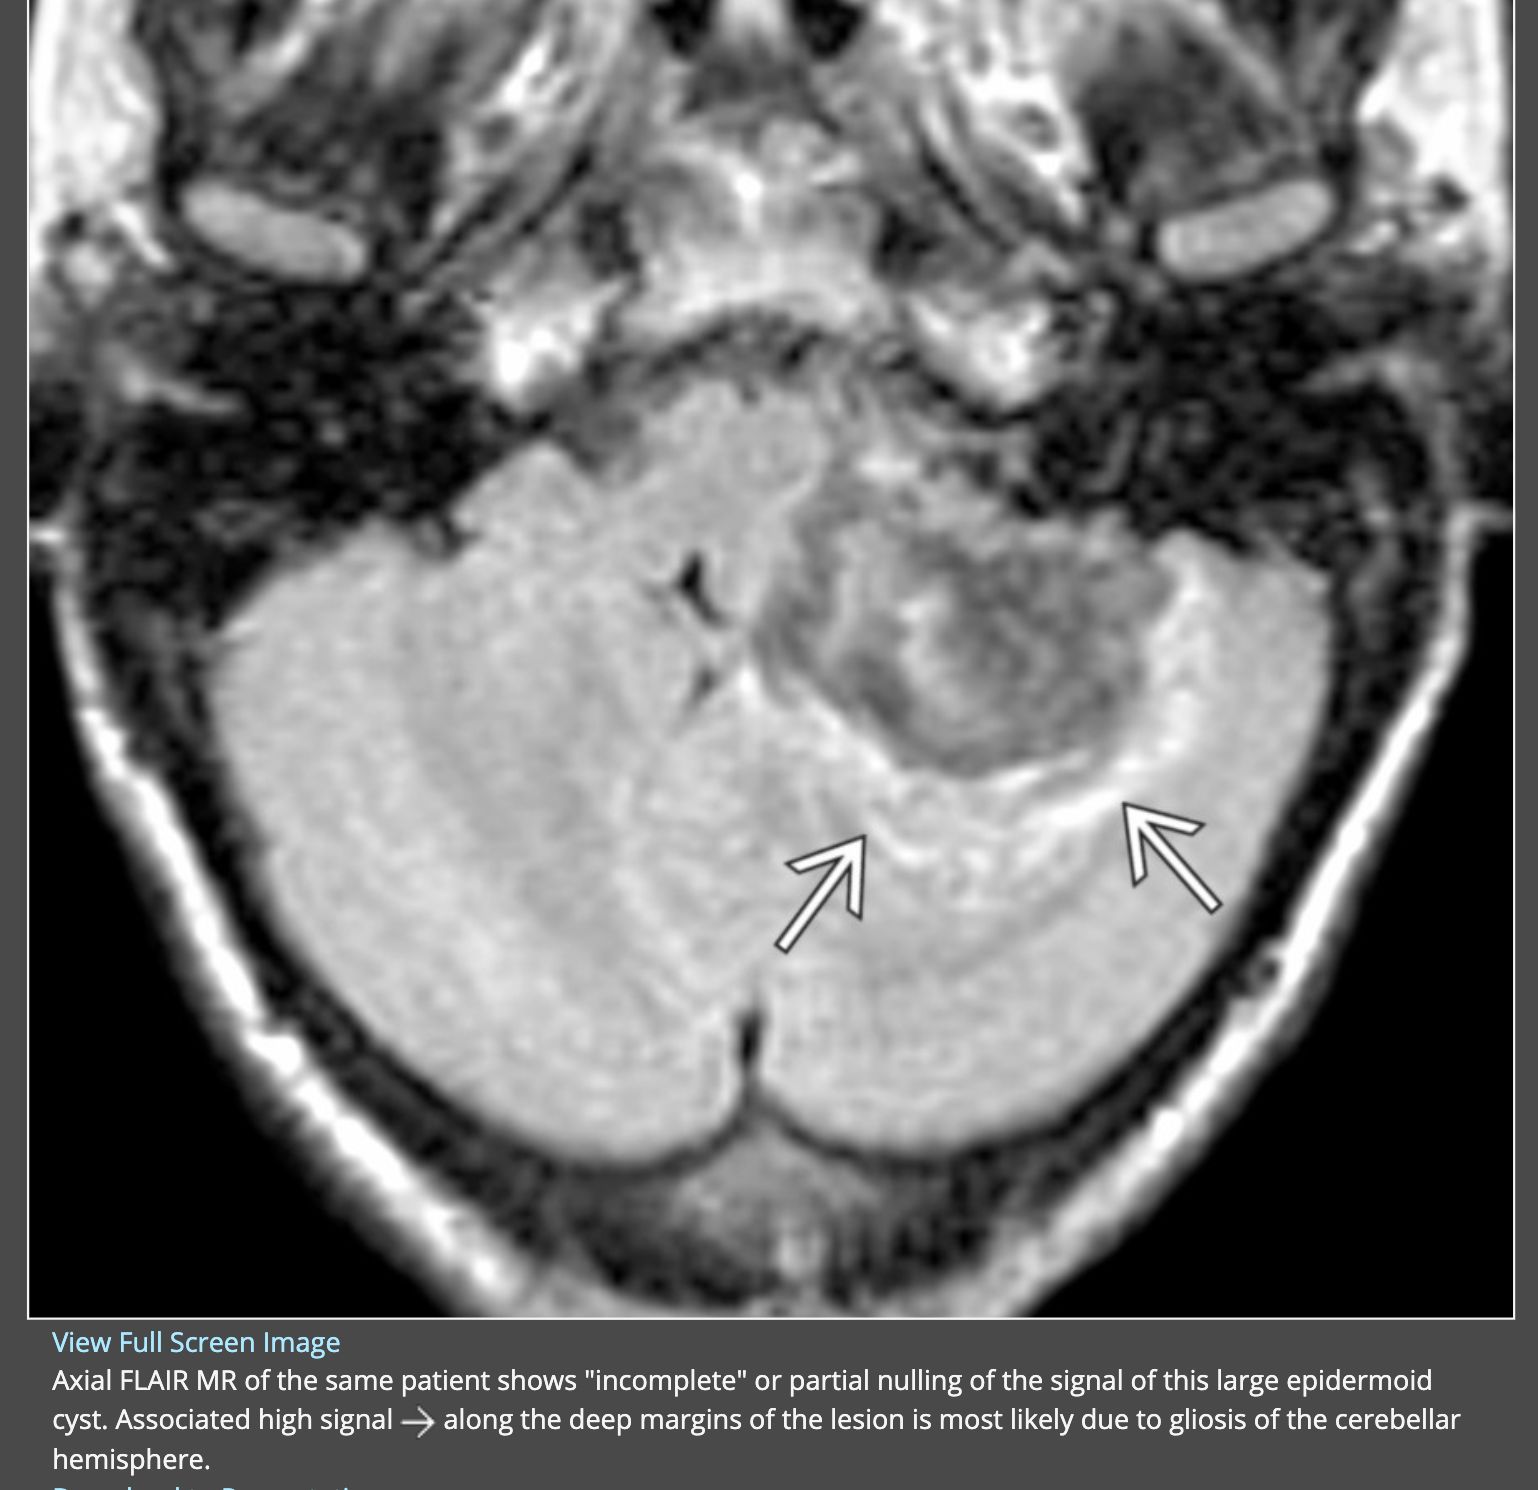 View Full Screen Image
Axial FLAIR MR of the same patient shows "incomplete" or partial nulling of the signal of this large epidermoid
cyst. Associated high signal → along the deep margins of the lesion is most likely due to gliosis of the cerebellar
hemisphere.